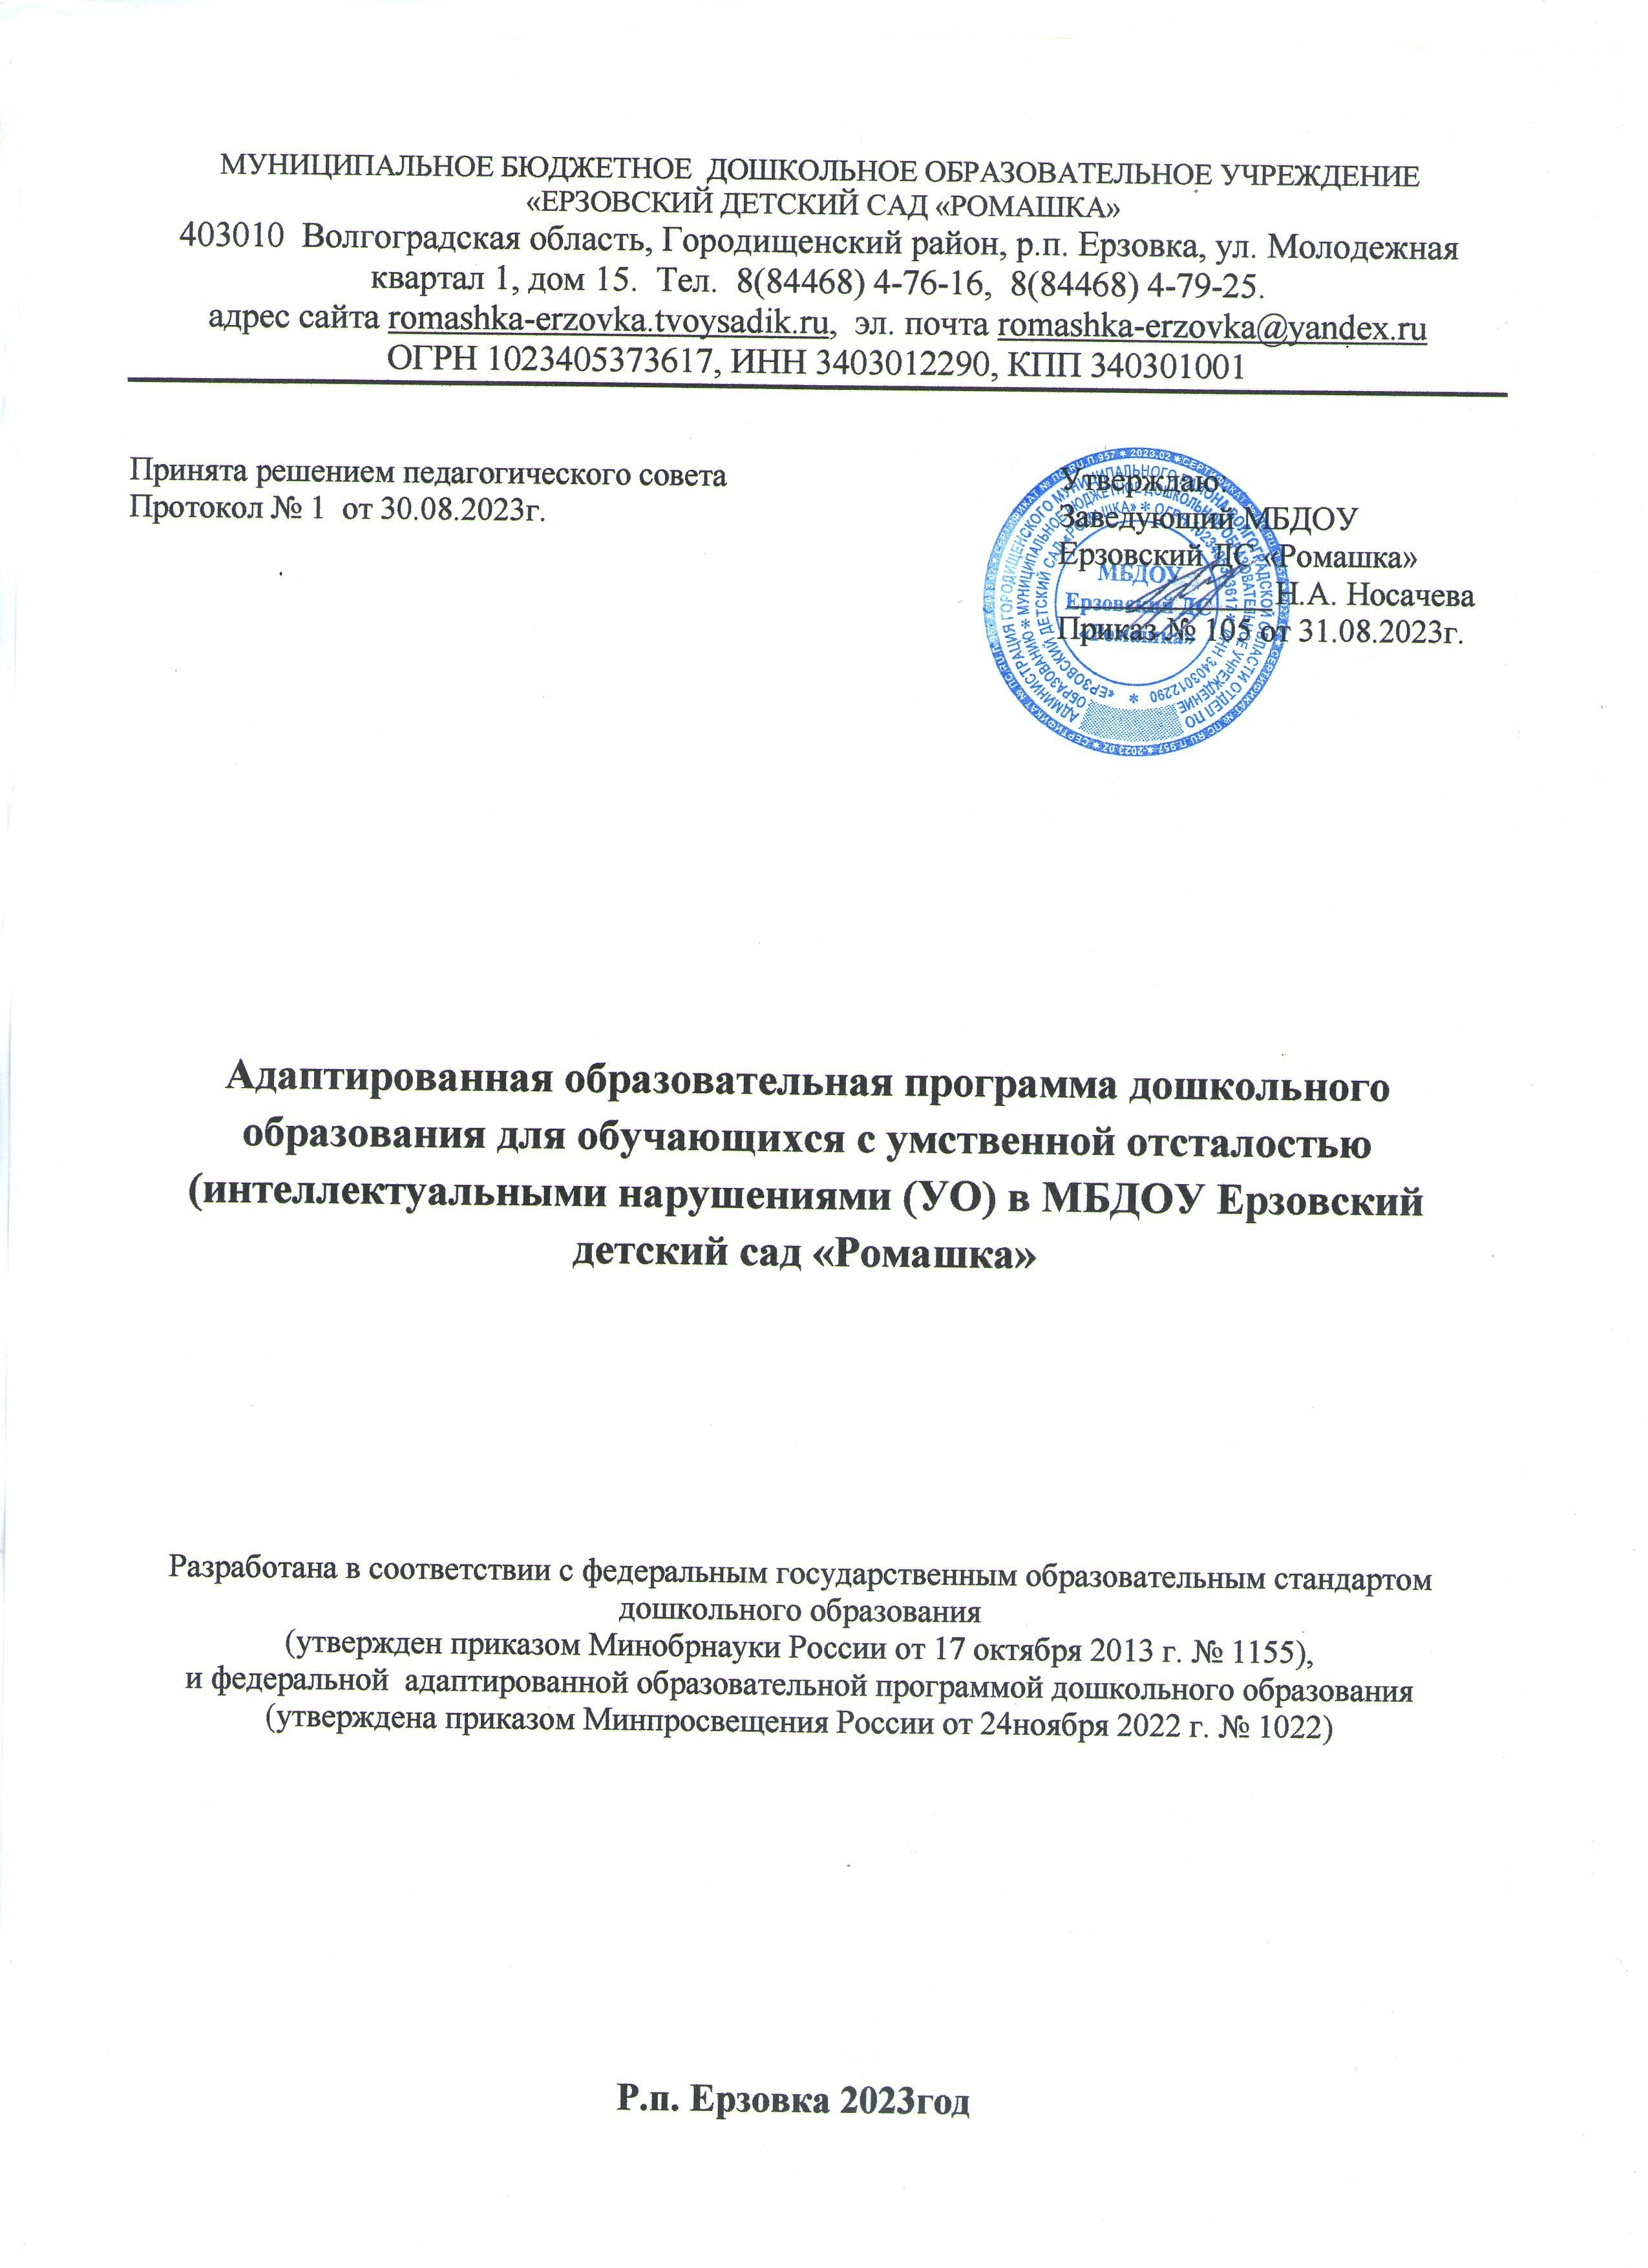 МУНИЦИПАЛЬНОЕ БЮДЖЕТНОЕ ДОШКОЛЬНОЕ ОБРАЗОВАТЕЛЬНОЕ УЧРЕЖДЕНИЕ
«ЕРЗОВСКИЙ ДЕТСКИЙ САД «РОМАШКА»
403010 Волгоградская область, Городищенский район, р.п. Ерзовка, ул. Молодежная
квартал 1, дом 15. Тел. 8(84468) 4-76-16, 8(84468) 4-79-25.
адрес сайта romashka-erzovka.tvoysadik.ru, эл. почта romashka-erzovka@yandex.ru
ОГРН 1023405373617, ИНН 3403012290, КПП 340301001
Принята решением педагогического совета
Протокол № 1 от 30.08.2023г.
Утверждаю:
Заведующий МБДОУ
Ерзовский ДС «Ромашка»
Н.А. Носачева
Приказ № 105 от 31.08.2023г.
МБДОУ
Ерзовский ДС
«Ромашка»
Адаптированная образовательная программа дошкольного
образования для обучающихся с умственной отсталостью
(интеллектуальными нарушениями (УО) в МБДОУ Ерзовский
детский сад «Ромашка»
Разработана в соответствии с федеральным государственным образовательным стандартом
дошкольного образования
(утвержден приказом Минобрнауки России от 17 октября 2013 г. № 1155),
и федеральной адаптированной образовательной программой дошкольного образования
(утверждена приказом Минпросвещения России от 24ноября 2022 г. № 1022)
Р.п. Ерзовка 2023год